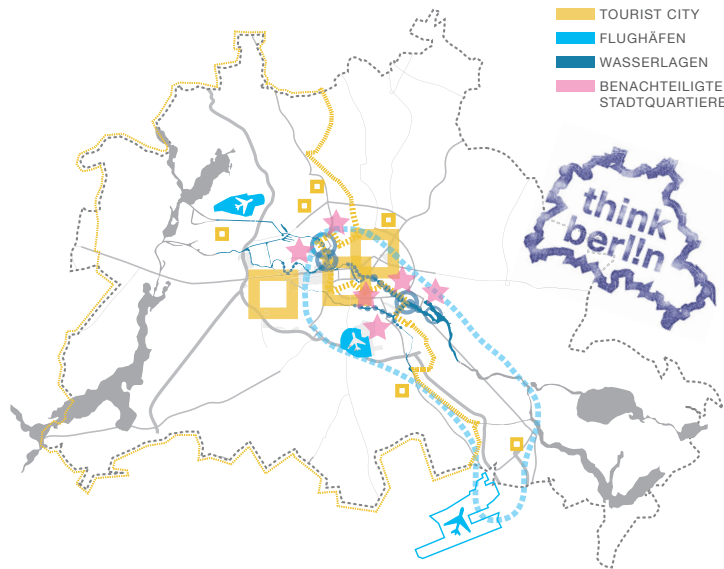 TOURIST CITY
FLUGHÄFEN
WASSERLAGEN
BENACHTEILIGTE
STADTQUARTIERE
think
berl!n